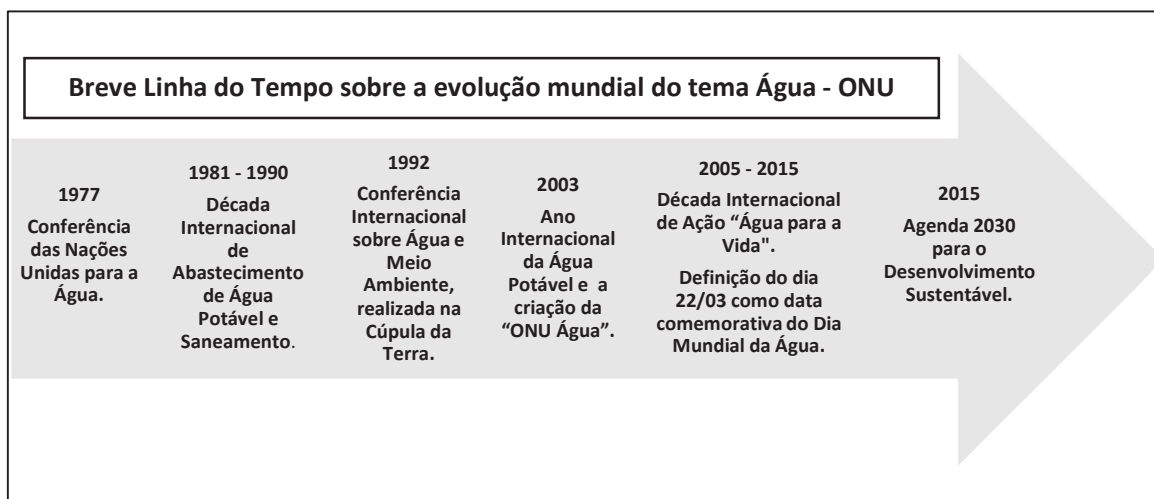 Breve Linha do Tempo sobre a evolução mundial do tema Água - ONU
1977
Conferência
das Nações
Unidas para a
Água.
1981 - 1990
Década
Internacional
de
Abastecimento
de Água
Potável e
Saneamento.
1992
Conferência
Internacional
sobre Água e
Meio
Ambiente,
realizada na
Cúpula da
Terra.
2003
Ano
Internacional
da Água
Potável e a
criação da
“ONU Água”.
2005 - 2015
Década Internacional
de Ação “Água para a
Vida".
Definição do dia
22/03 como data
comemorativa do Dia
Mundial da Água.
2015
Agenda 2030
para o
Desenvolvimento
Sustentável.